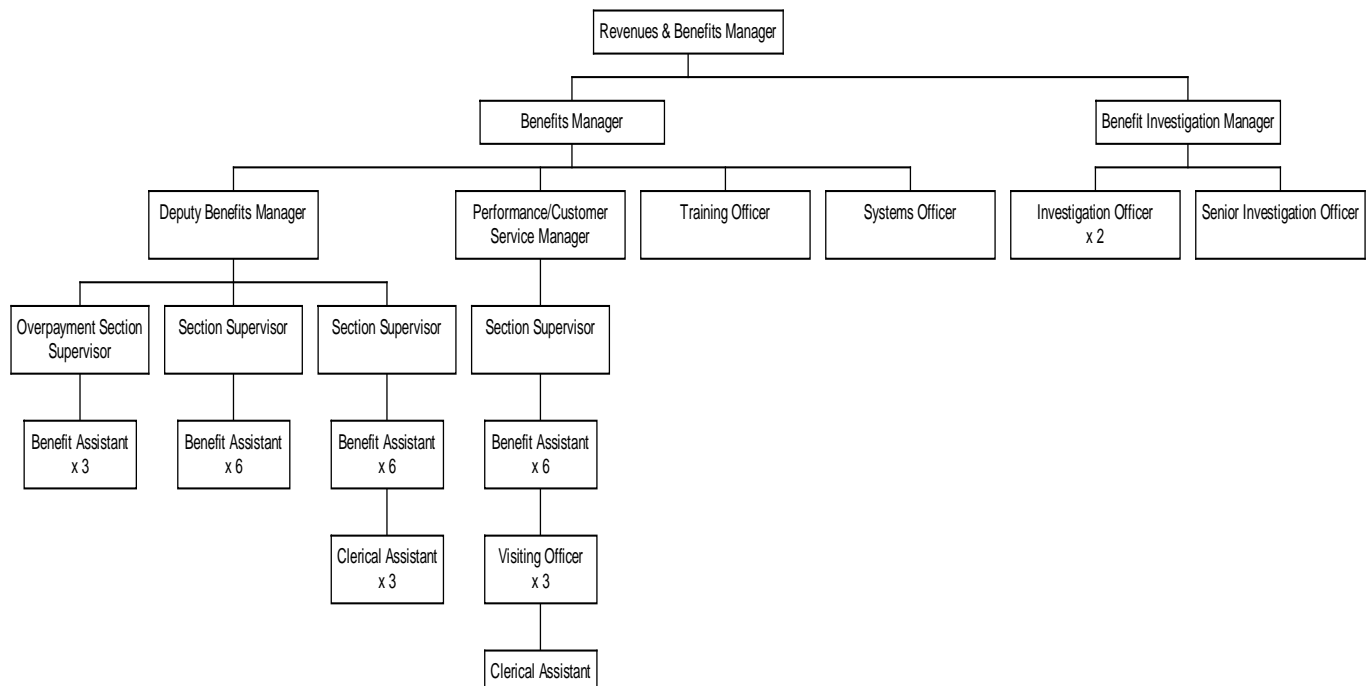 Revenues & Benefits Manager
Benefits Manager
Benefit Investigation Manager
Deputy Benefits Manager
Performance/Customer
Service Manager
Training Officer
Systems Officer
Investigation Officer
x 2
Senior Investigation Officer
Overpayment Section
Supervisor
Section Supervisor
Section Supervisor
Section Supervisor
Benefit Assistant
x 3
Benefit Assistant
x 6
Benefit Assistant
x 6
Benefit Assistant
x 6
Clerical Assistant
x 3
Visiting Officer
x 3
Clerical Assistant